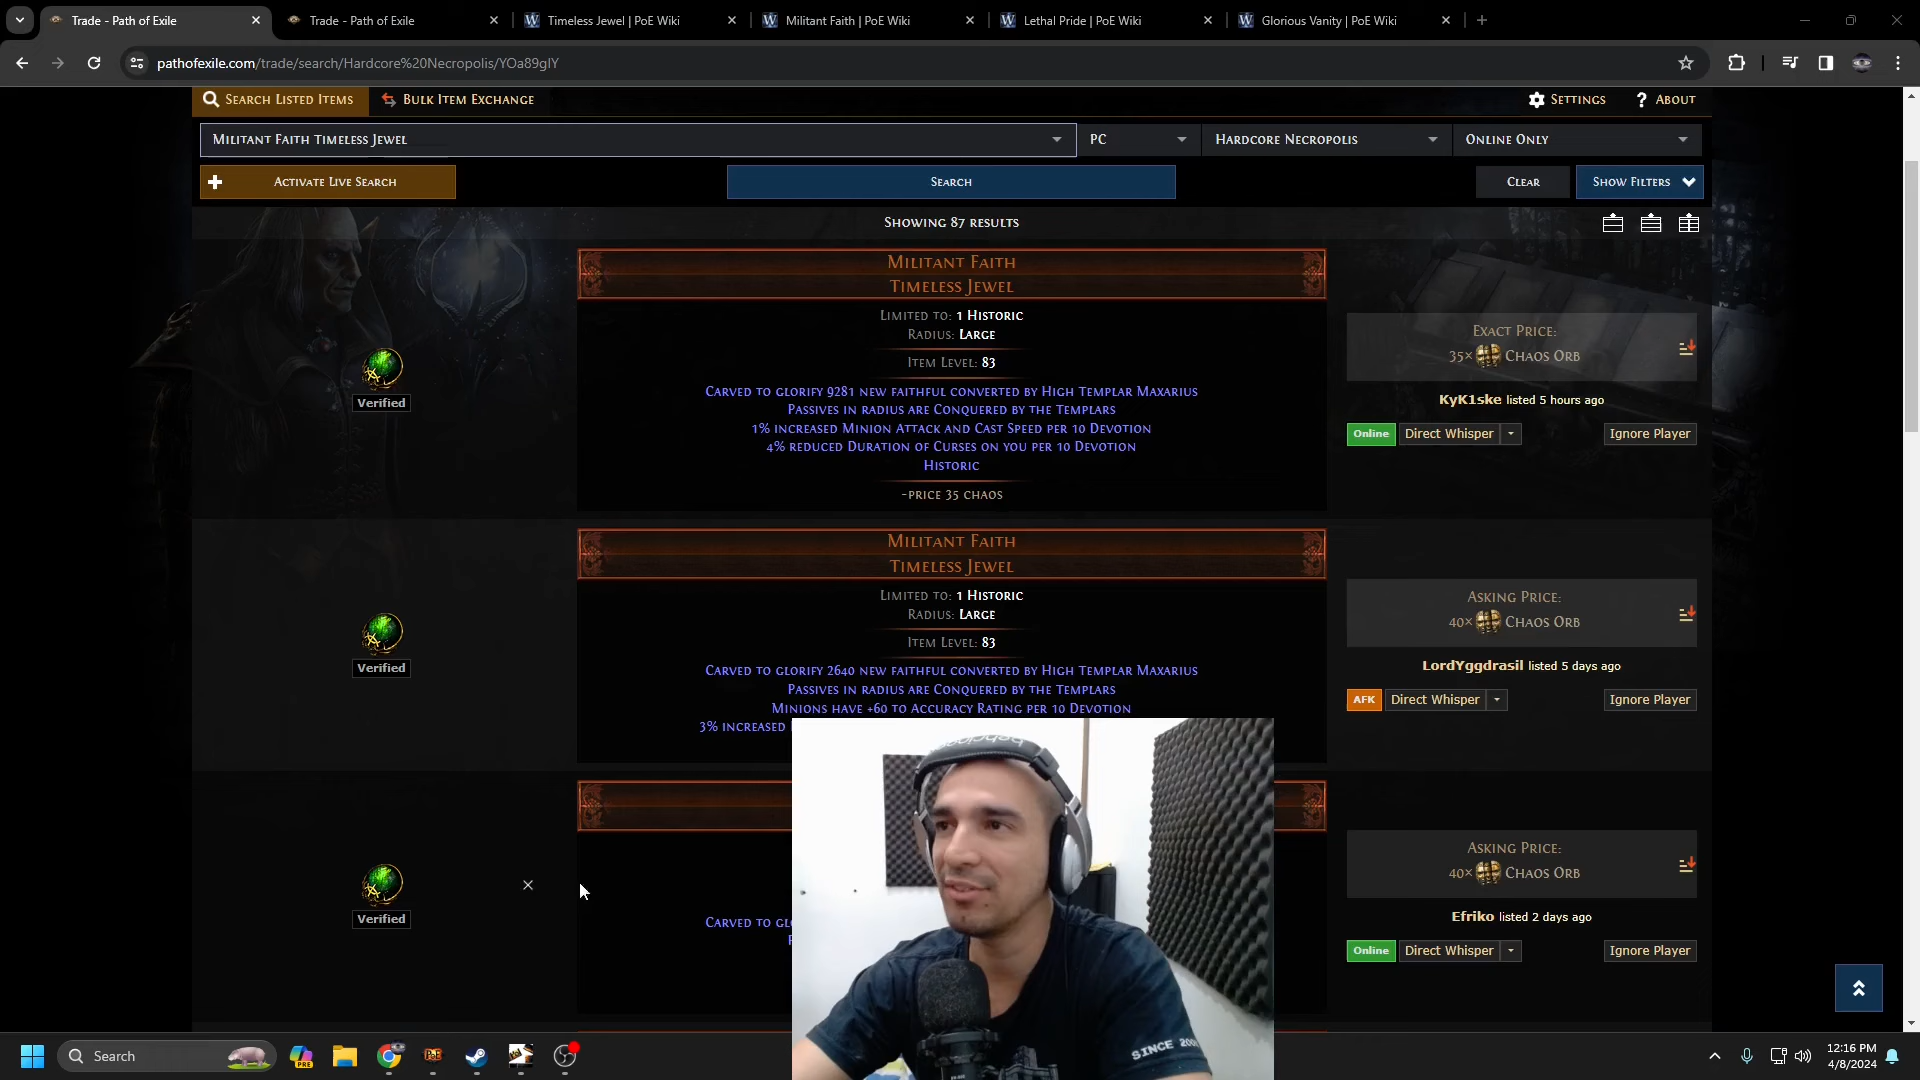 Trade - Path of Exile
Trade - Path of Exile
Timeless Jewel | PoE Wiki
Militant Faith | PoE Wiki
Lethal Pride | PoE Wiki
Glorious Vanity | PoE Wiki
pathofexile.com/trade/search/Hardcore%20Necropolis/YOa89glY
Search Listed Items
Bulk Item Exchange
Settings
? About
Militant Faith Timeless Jewel
PC
Hardcore Necropolis
Online Only
Activate Live Search
Search
Clear
Show Filters
Showing 87 results
Militant Faith
Timeless Jewel
Limited to: 1 Historic
Radius: Large
Item Level: 83
Carved to glorify 9281 new faithful converted by High Templar Maxarius
Passives in radius are Conquered by the Templars
1% increased Minion Attack and Cast Speed per 10 Devotion
4% reduced Duration of Curses on you per 10 Devotion
Historic
~price 35 chaos
Verified
Exact Price:
35× Chaos Orb
KyK1ske listed 5 hours ago
Online
Direct Whisper
Ignore Player
Militant Faith
Timeless Jewel
Limited to: 1 Historic
Radius: Large
Item Level: 83
Carved to glorify 2640 new faithful converted by High Templar Maxarius
Passives in radius are Conquered by the Templars
Minions have +60 to Accuracy Rating per 10 Devotion
3% increased
Verified
Asking Price:
40× Chaos Orb
LordYggdrasil listed 5 days ago
AFK
Direct Whisper
Ignore Player
Carved to
Verified
Asking Price:
40× Chaos Orb
Efriko listed 2 days ago
Online
Direct Whisper
Ignore Player
SINCE
Search
PRE
12:16 PM
4/8/2024